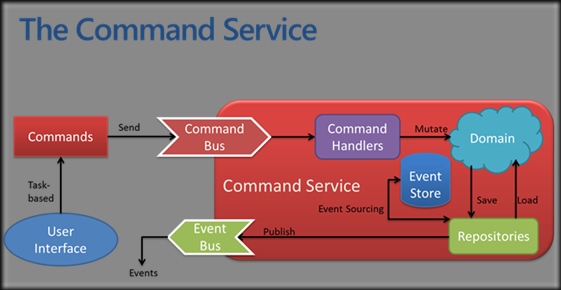 The Command Service
Commands
Send
Command
Bus
Command
Handlers
Mutate
Domain
Task-
based
Command Service
Event
Store
Save
Load
Event Sourcing
User
Interface
Event
Bus
Publish
Repositories
Events